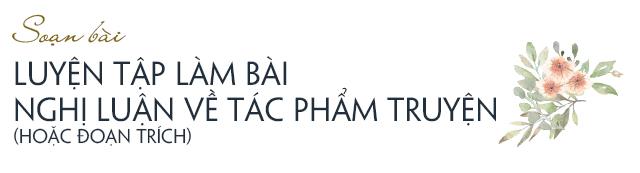 Soạn bài
LUYỆN TẬP LÀM BÀI
NGHỊ LUẬN VỀ TÁC PHẨM TRUYỆN
(HOẶC ĐOẠN TRÍCH)